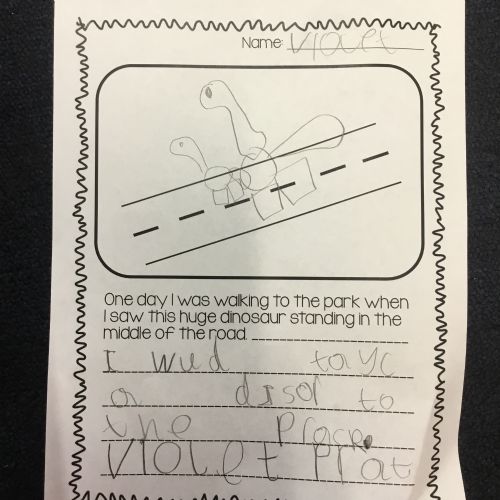 Name: Violet
One day I was walking to the park when
I saw this huge dinosaur standing in the
middle of the road.
I wud tayc
a disor to
the Prack.
Violet Prat